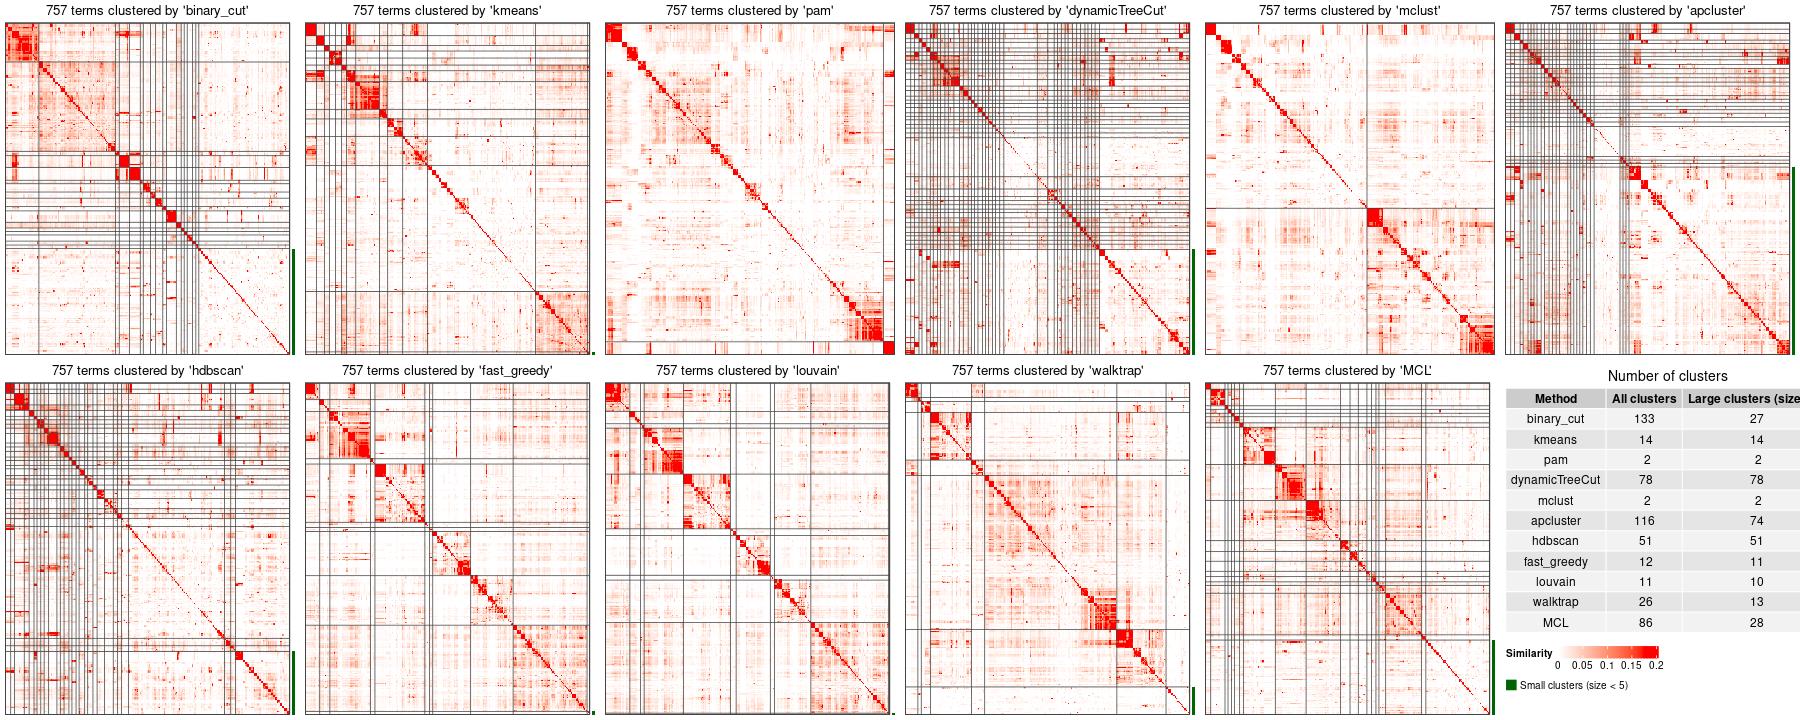 757 terms clustered by 'binary_cut'
757 terms clustered by 'kmeans'
757 terms clustered by 'pam'
757 terms clustered by 'dynamicTreeCut'
757 terms clustered by 'mclust'
757 terms clustered by 'apcluster'
757 terms clustered by 'hdbscan'
757 terms clustered by 'fast_greedy'
757 terms clustered by 'louvain'
757 terms clustered by 'walktrap'
757 terms clustered by 'MCL'
Number of clusters
Method All clusters Large clusters (size
binary_cut 133 27
kmeans 14 14
pam 2 2
dynamicTreeCut 78 78
mclust 2 2
apcluster 116 74
hdbscan 51 51
fast_greedy 12 11
louvain 11 10
walktrap 26 13
MCL 86 28
Similarity
0 0.05 0.1 0.15 0.2
Small clusters (size < 5)